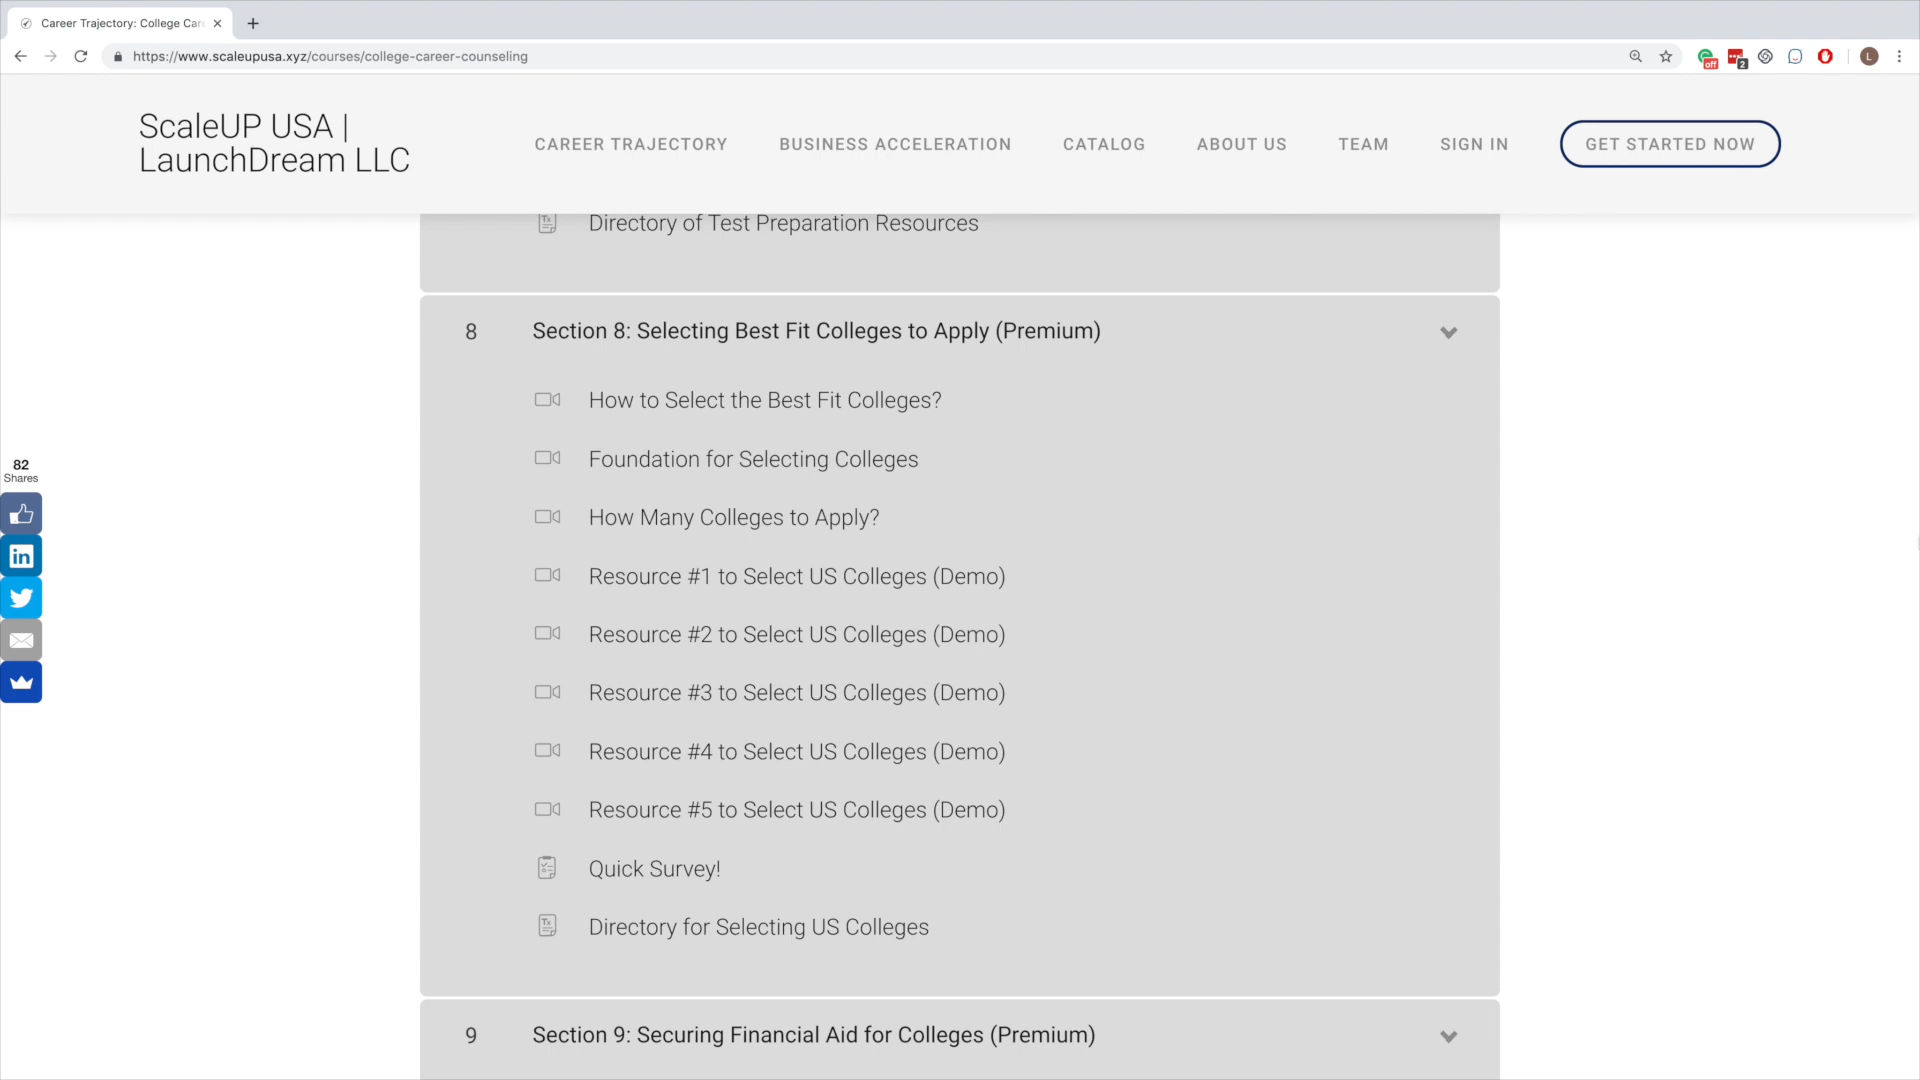 Career Trajectory: College Car
https://www.scaleupusa.xyz/courses/college-career-counseling
off
2
L
ScaleUP USA |
LaunchDream LLC
CAREER TRAJECTORY
BUSINESS ACCELERATION
CATALOG
ABOUT US
TEAM
SIGN IN
GET STARTED NOW
Tx
Directory of Test Preparation Resources
8
Section 8: Selecting Best Fit Colleges to Apply (Premium)
How to Select the Best Fit Colleges?
Foundation for Selecting Colleges
82
Shares
How Many Colleges to Apply?
in
Resource #1 to Select US Colleges (Demo)
Resource #2 to Select US Colleges (Demo)
Resource #3 to Select US Colleges (Demo)
Resource #4 to Select US Colleges (Demo)
Resource #5 to Select US Colleges (Demo)
Quick Survey!
Tx
Directory for Selecting US Colleges
9
Section 9: Securing Financial Aid for Colleges (Premium)